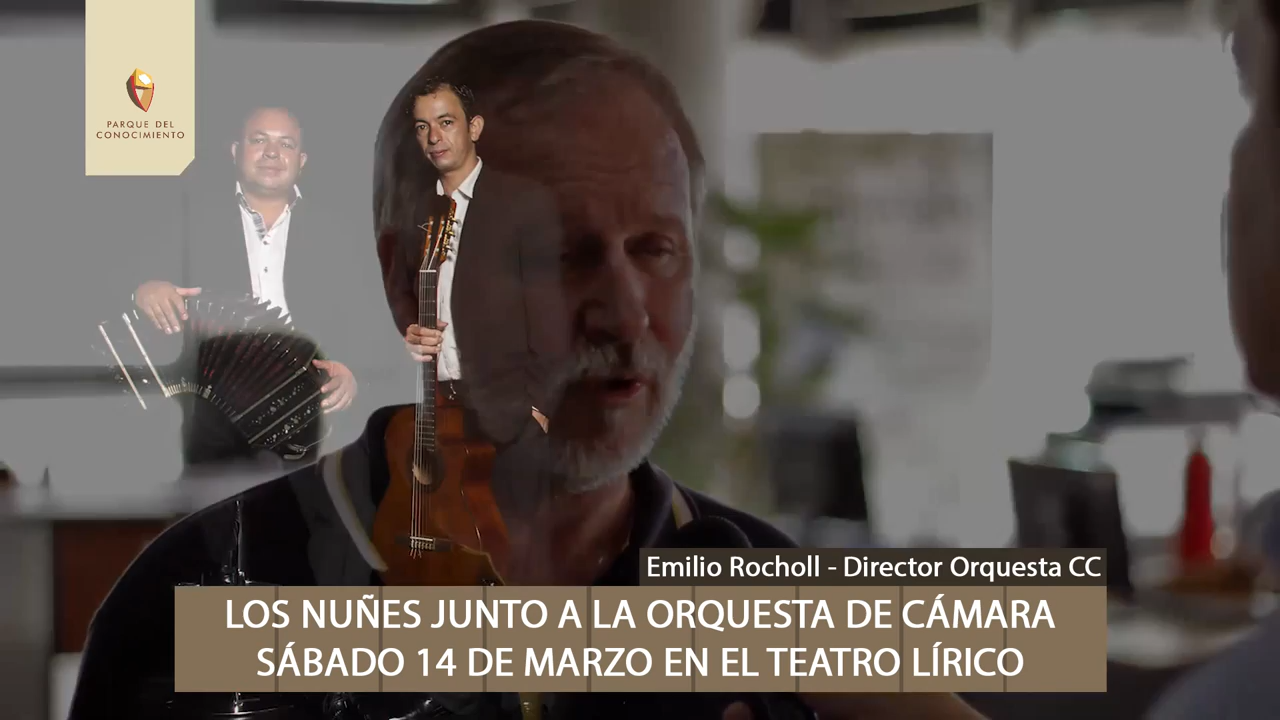 PARQUE DEL
CONOCIMIENTO
Emilio Rocholl - Director Orquesta CC
LOS NUÑES JUNTO A LA ORQUESTA DE CÁMARA
SÁBADO 14 DE MARZO EN EL TEATRO LÍRICO